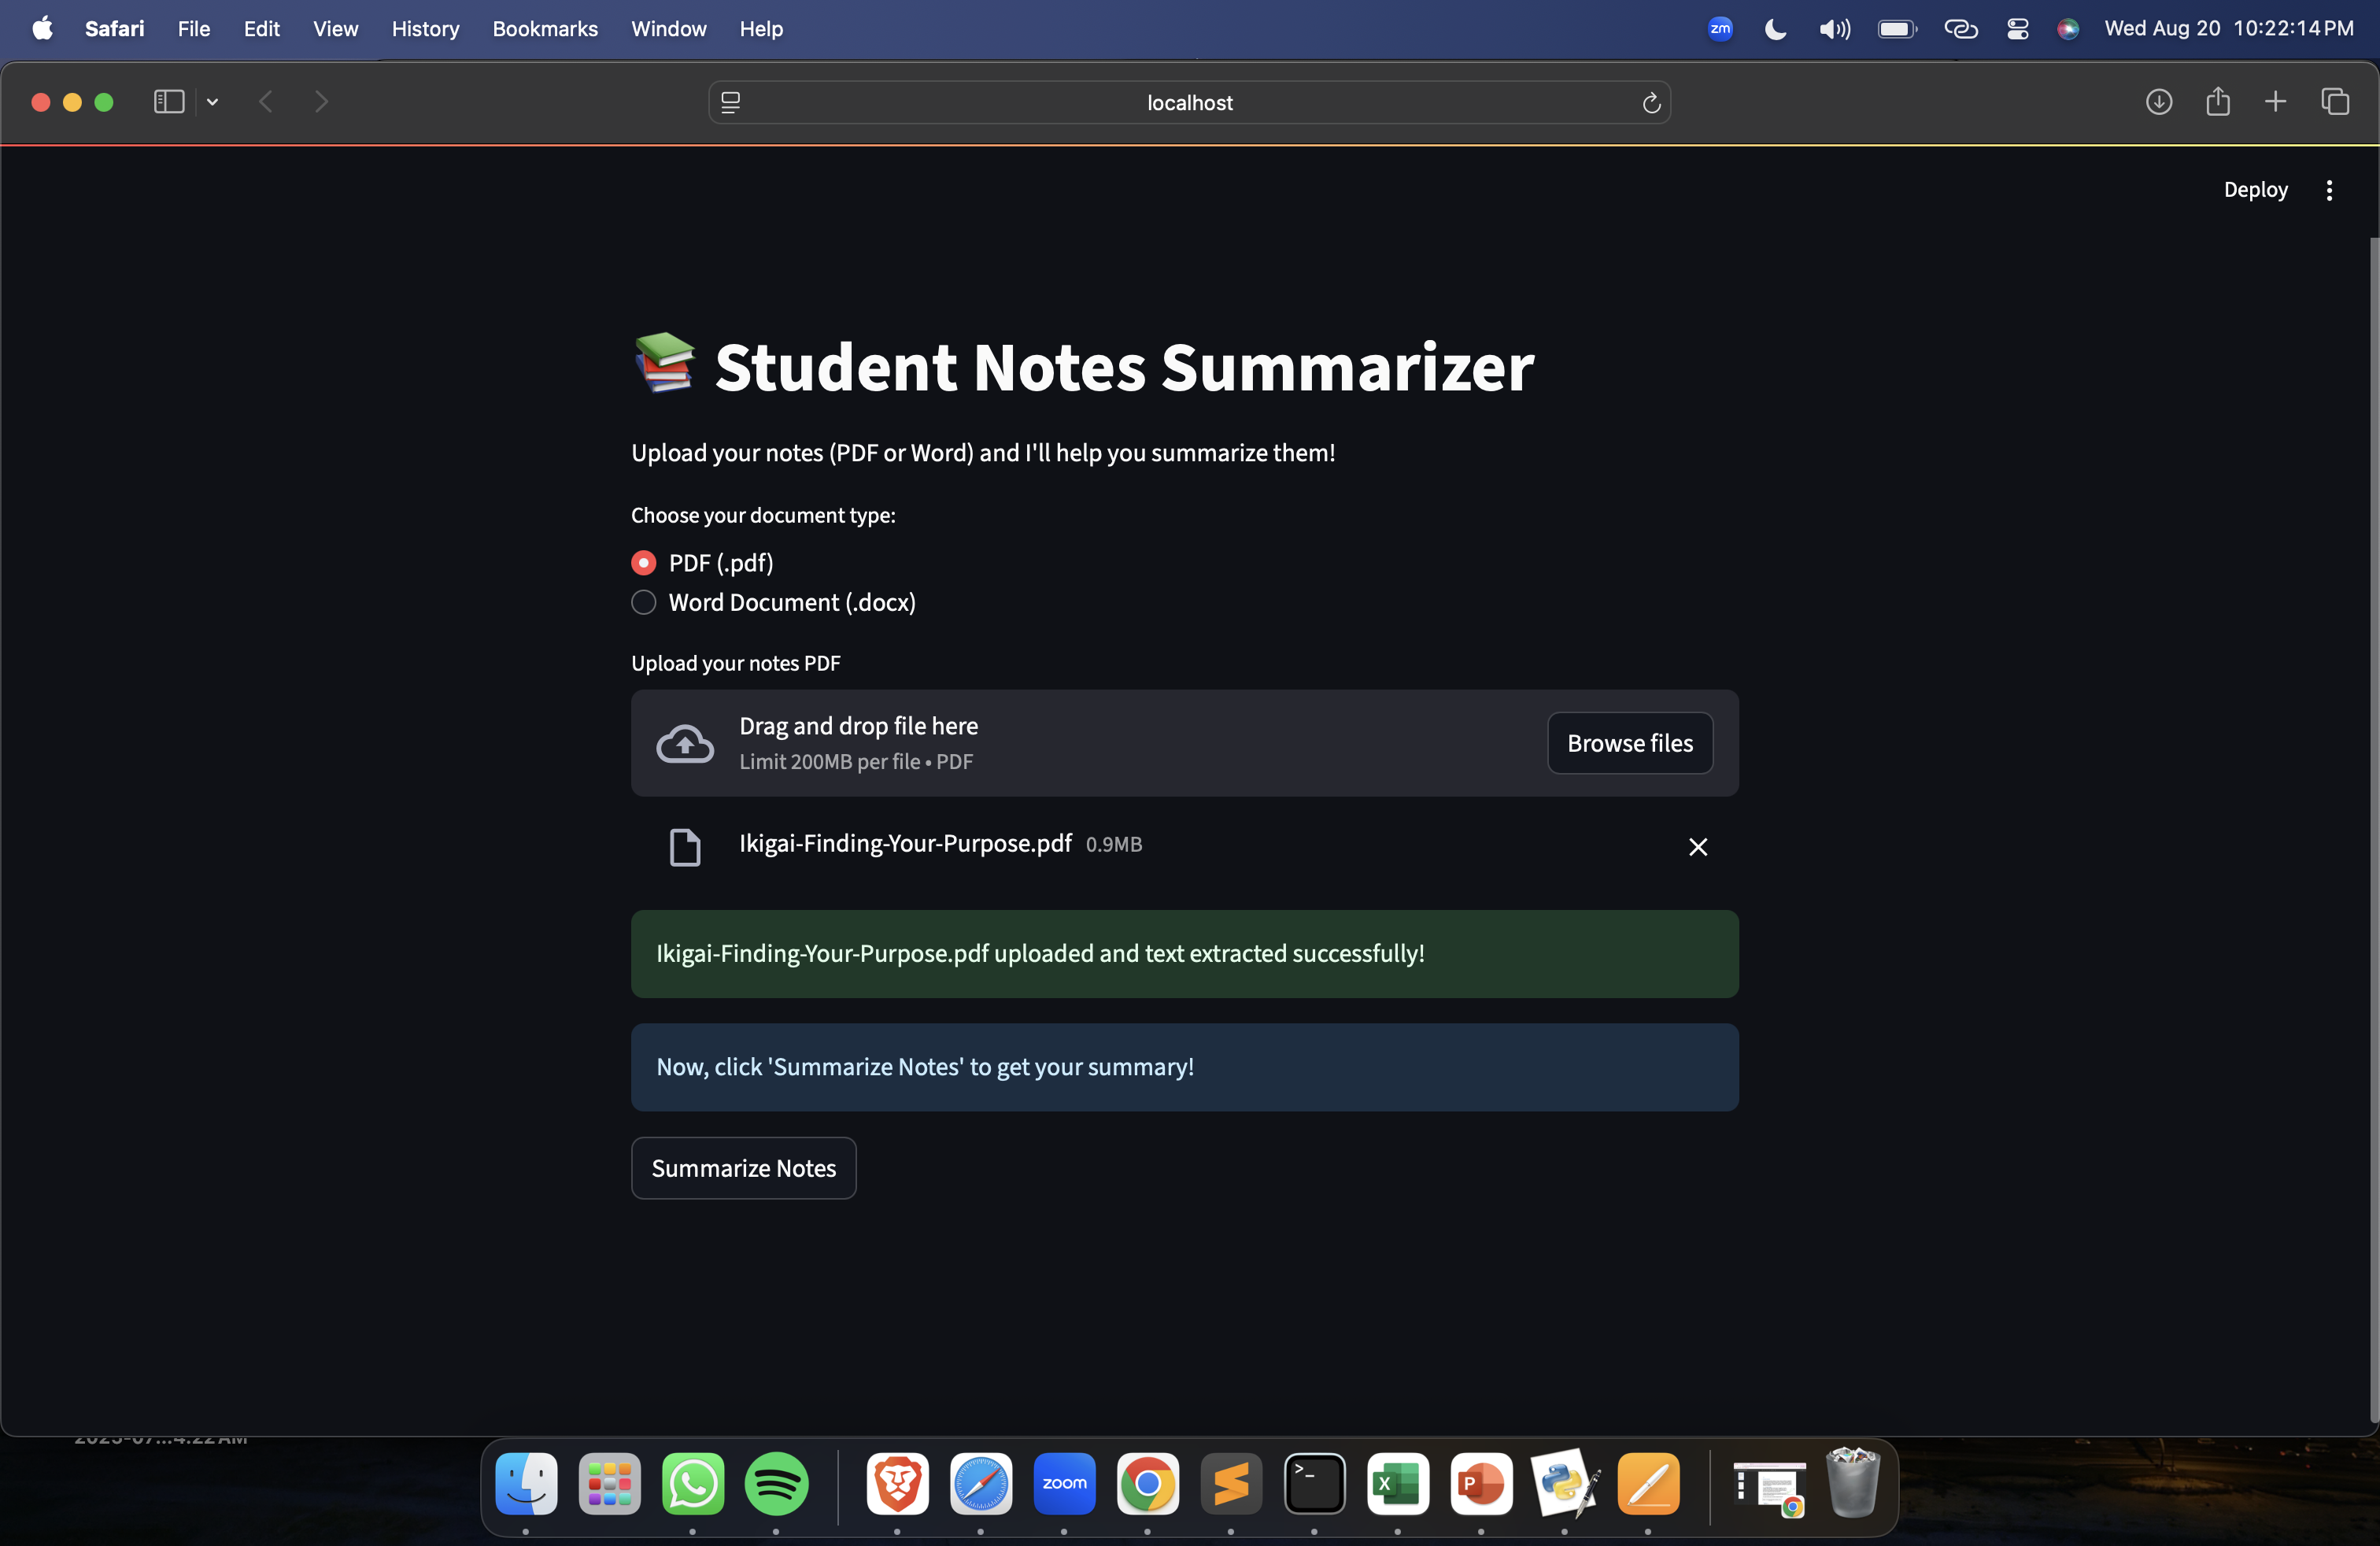 Safari File Edit View History Bookmarks Window Help zm Wed Aug 20 10:22:14 PM
localhost
Deploy
Student Notes Summarizer
Upload your notes (PDF or Word) and I'll help you summarize them!
Choose your document type:
PDF (.pdf)
Word Document (.docx)
Upload your notes PDF
Drag and drop file here
Limit 200MB per file • PDF
Browse files
Ikigai-Finding-Your-Purpose.pdf 0.9MB
Ikigai-Finding-Your-Purpose.pdf uploaded and text extracted successfully!
Now, click 'Summarize Notes' to get your summary!
Summarize Notes
zoom >_ X P